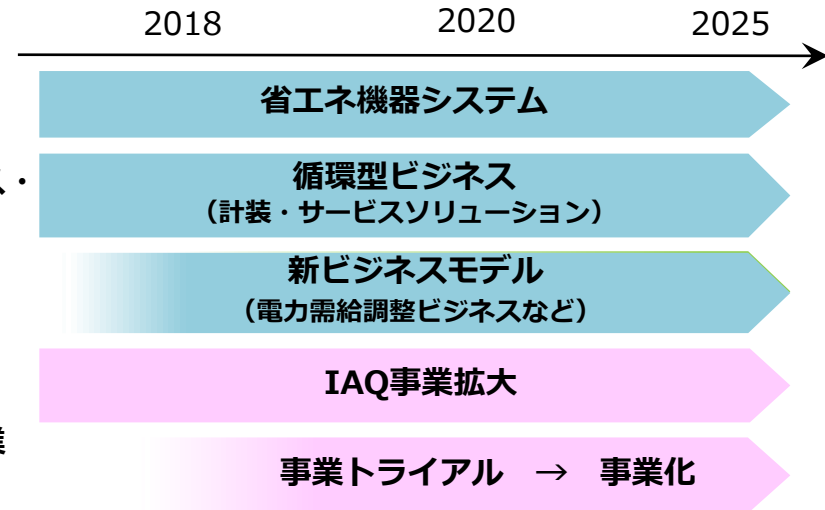 2018 2020 2025
省エネ機器システム
・
循環型ビジネス
（計装・サービスソリューション）
新ビジネスモデル
（電力需給調整ビジネスなど）
IAQ事業拡大
事業トライアル → 事業化